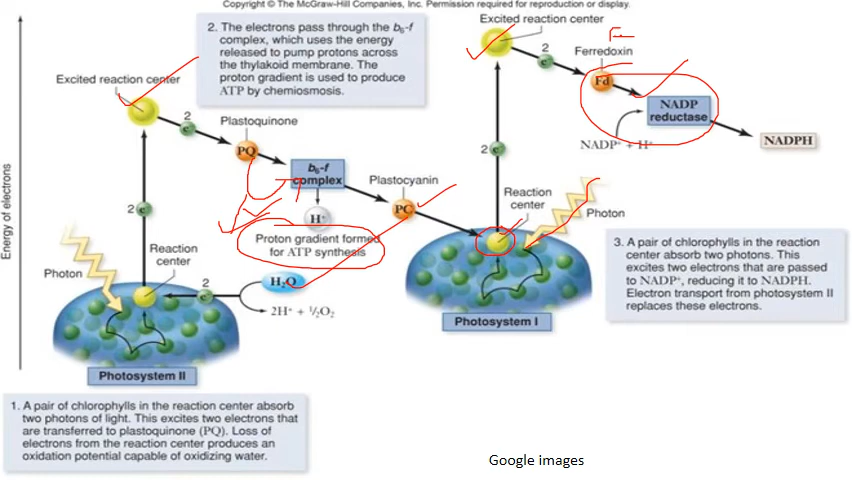 Copyright © The McGraw-Hill Companies, Inc. Permission required for reproduction or display.
2. The electrons pass through the b₆-f
complex, which uses the energy
released to pump protons across
the thylakoid membrane. The
proton gradient is used to produce
ATP by chemiosmosis.
Excited reaction center
Fe
2
e⁻
Ferredoxin
Fd
NADP
reductase
NADP⁺ + H⁺
NADPH
Excited reaction center
2
e⁻
Plastoquinone
PQ
b₆-f
complex
H⁺
Proton gradient formed
for ATP synthesis
Plastocyanin
PC
2 e⁻
Reaction
center
Photon
Energy of electrons
2 e⁻
Photon
Reaction
center
2
e⁻
H₂O
2H⁺ + ½O₂
Photosystem II
Photosystem I
3. A pair of chlorophylls in the reaction
center absorb two photons. This
excites two electrons that are passed
to NADP⁺, reducing it to NADPH.
Electron transport from photosystem II
replaces these electrons.
1. A pair of chlorophylls in the reaction center absorb
two photons of light. This excites two electrons that
are transferred to plastoquinone (PQ). Loss of
electrons from the reaction center produces an
oxidation potential capable of oxidizing water.
Google images